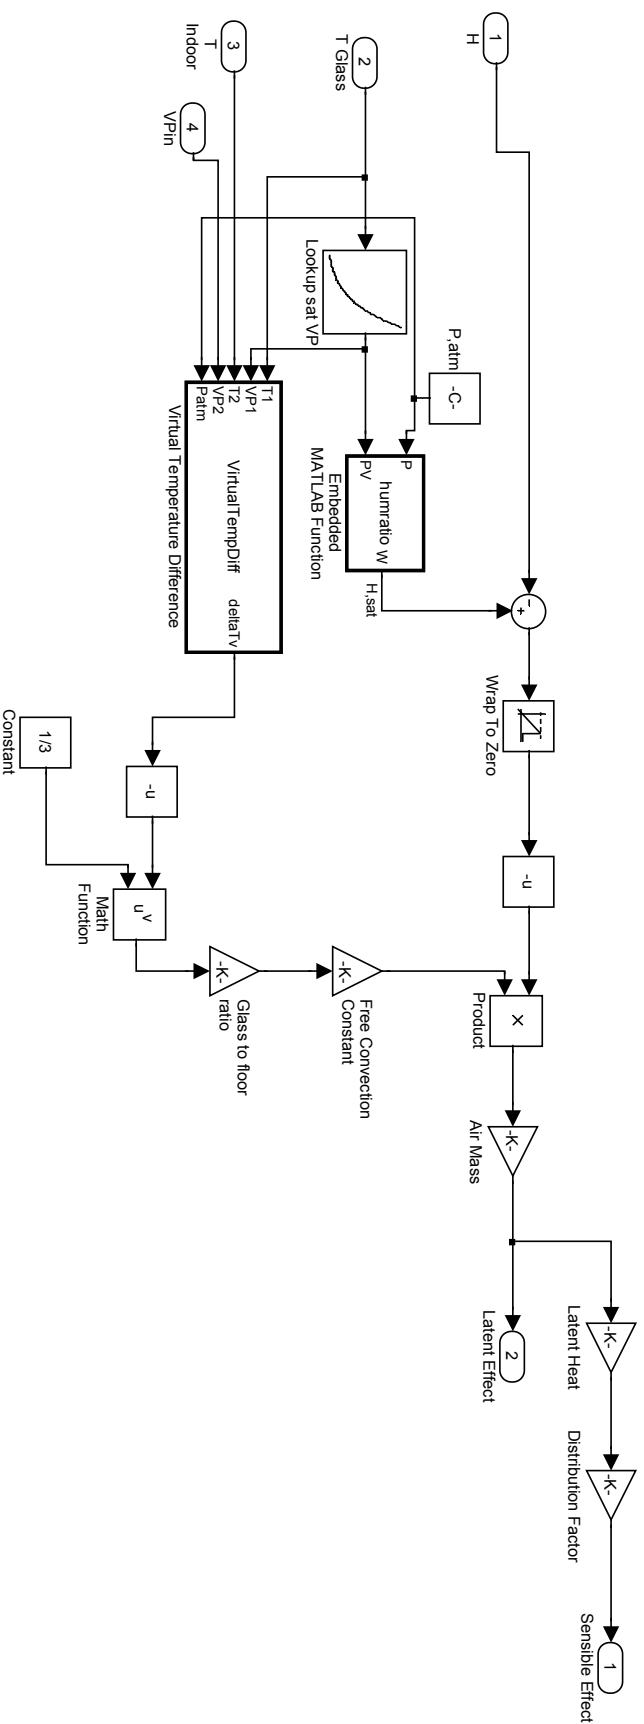 1
H
2
T Glass
3
T
Indoor
4
VPin
Lookup sat VP
P,atm
-C-
P
PV
humratio
W
Embedded
MATLAB Function
H,sat
T1
VP1
T2
VP2
Patm
VirtualTempDiff
deltaTv
Virtual Temperature Difference
−
+
Wrap To Zero
-u
1/3
Constant
-u
u
v
Math
Function
-K-
Glass to floor
ratio
-K-
Free Convection
Constant
×
Product
-K-
Air Mass
2
Latent Effect
-K-
Latent Heat
-K-
Distribution Factor
1
Sensible Effect